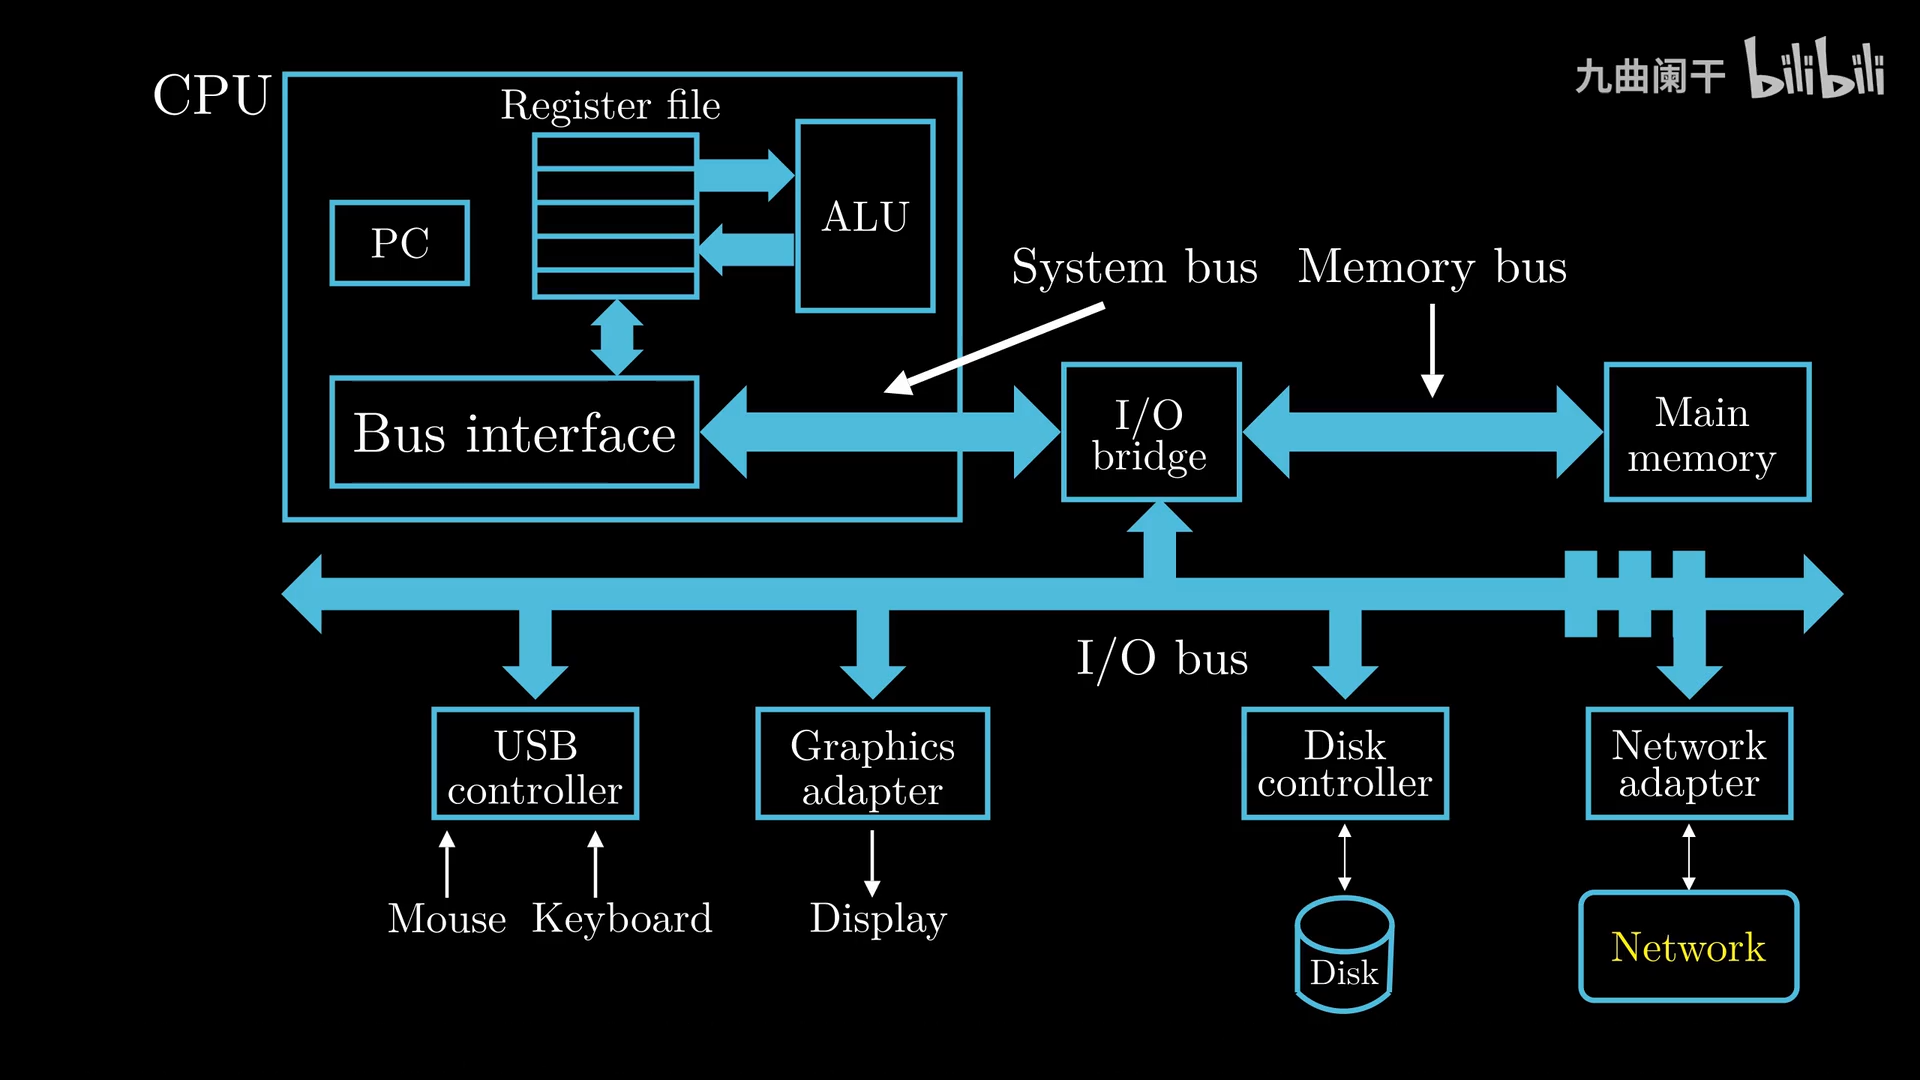 九曲阑干 bilibili
CPU
Register file
PC
ALU
System bus
Memory bus
Bus interface
I/O
bridge
Main
memory
I/O bus
USB
controller
Graphics
adapter
Disk
controller
Network
adapter
Mouse
Keyboard
Display
Disk
Network